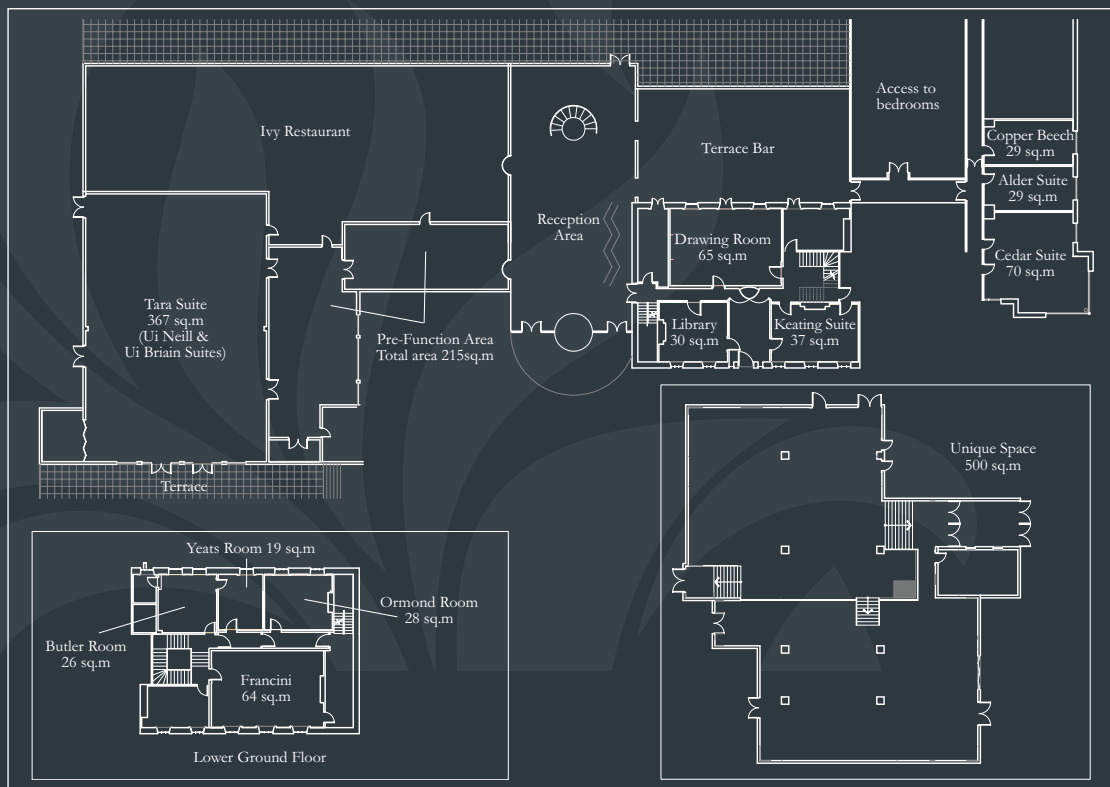 Ivy Restaurant
Terrace Bar
Access to
bedrooms
Copper Beech
29 sq.m
Alder Suite
29 sq.m
Cedar Suite
70 sq.m
Reception
Area
Drawing Room
65 sq.m
Tara Suite
367 sq.m
(Ui Neill &
Ui Briain Suites)
Pre-Function Area
Total area 215sq.m
Library
30 sq.m
Keating Suite
37 sq.m
Terrace
Unique Space
500 sq.m
Yeats Room 19 sq.m
Ormond Room
28 sq.m
Butler Room
26 sq.m
Francini
64 sq.m
Lower Ground Floor